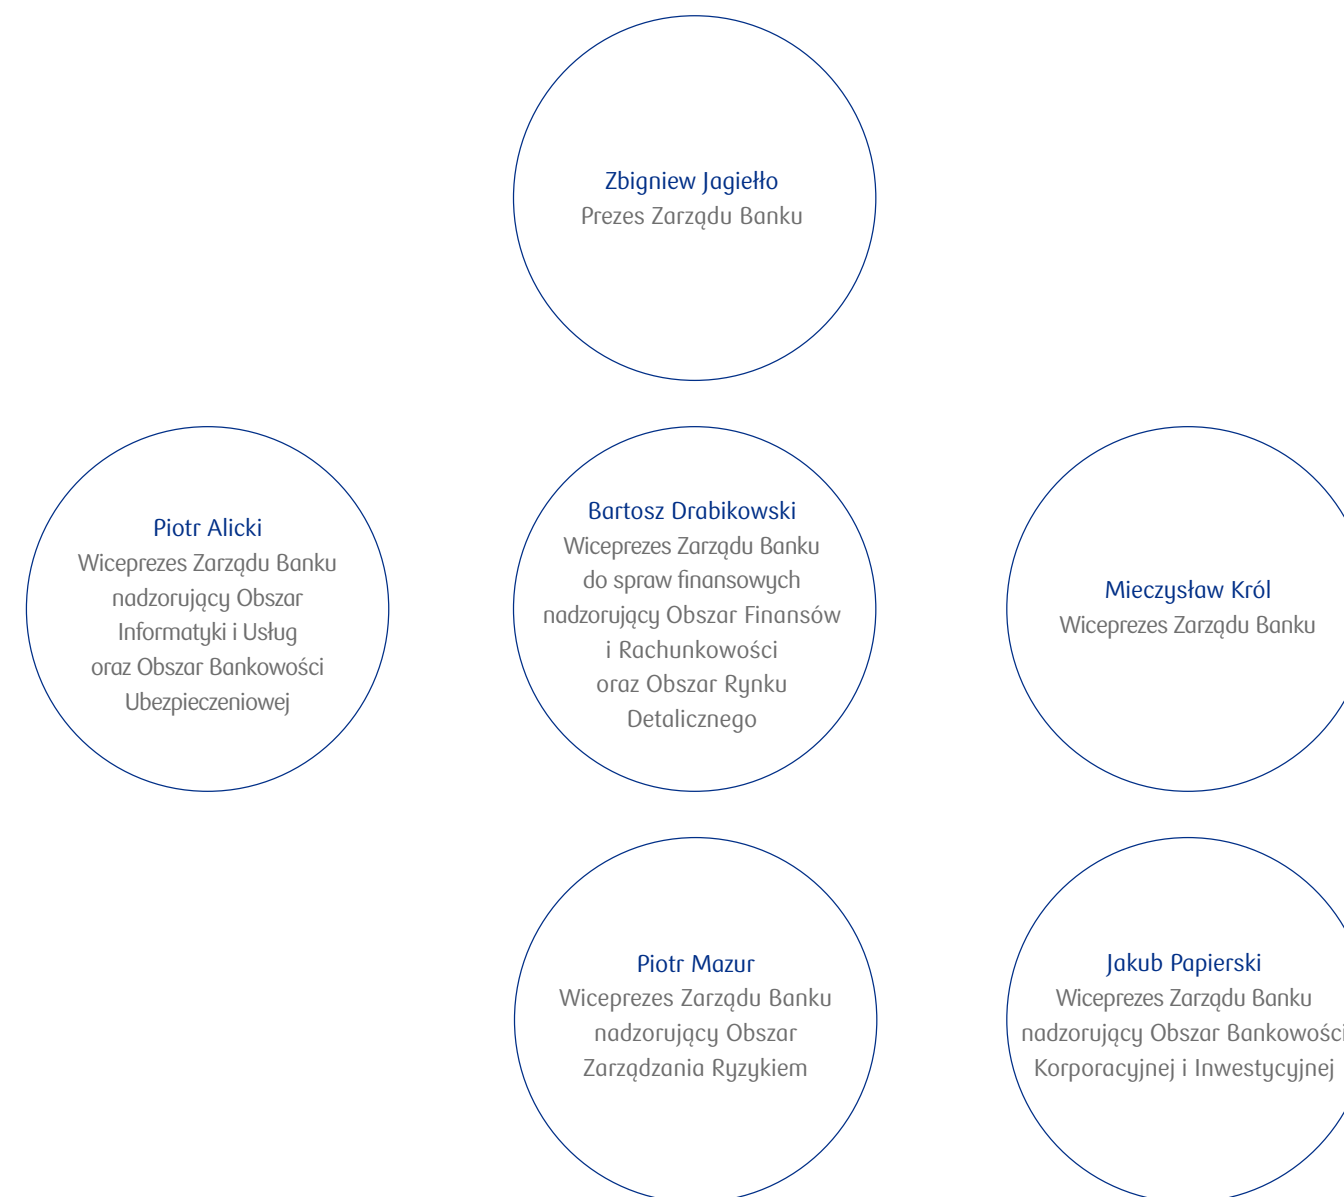 Zbigniew Jagiełło
Prezes Zarządu Banku
Piotr Alicki
Wiceprezes Zarządu Banku
nadzorujący Obszar
Informatyki i Usług
oraz Obszar Bankowości
Ubezpieczeniowej
Bartosz Drabikowski
Wiceprezes Zarządu Banku
do spraw finansowych
nadzorujący Obszar Finansów
i Rachunkowości
oraz Obszar Rynku
Detalicznego
Mieczysław Król
Wiceprezes Zarządu Banku
Piotr Mazur
Wiceprezes Zarządu Banku
nadzorujący Obszar
Zarządzania Ryzykiem
Jakub Papierski
Wiceprezes Zarządu Banku
nadzorujący Obszar Bankowości
Korporacyjnej i Inwestycyjnej